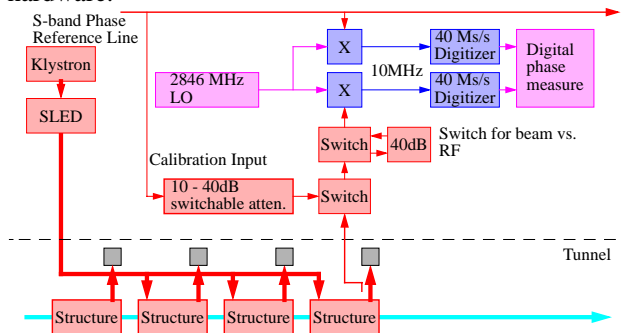 hardware.
S-band Phase
Reference Line
Klystron
SLED
2846 MHz
LO
X
X
10MHz
40 Ms/s
Digitizer
40 Ms/s
Digitizer
Digital
phase
measure
Switch
40dB
Switch for beam vs.
RF
Calibration Input
10 - 40dB
switchable atten.
Switch
Tunnel
Structure
Structure
Structure
Structure